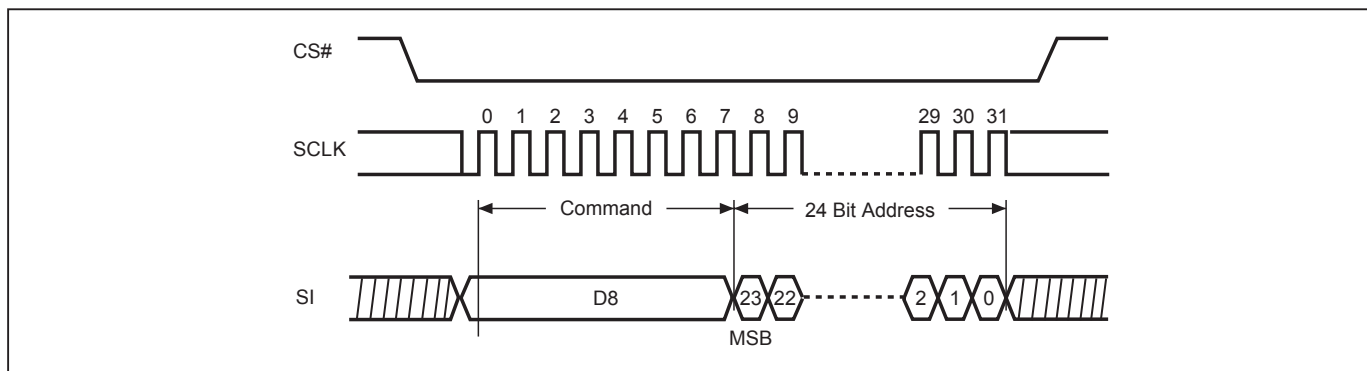 CS#
0 1 2 3 4 5 6 7 8 9 29 30 31
SCLK
Command 24 Bit Address
SI D8 23 22 2 1 0
MSB